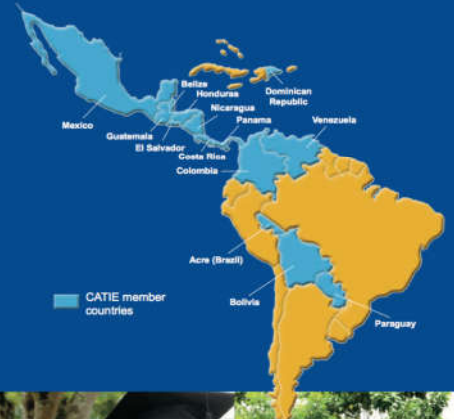 Belize
Honduras
Dominican
Republic
Nicaragua
Mexico
Panama
Venezuela
Guatemala
El Salvador
Costa Rica
Colombia
Acre (Brazil)
CATIE member
countries
Bolivia
Paraguay